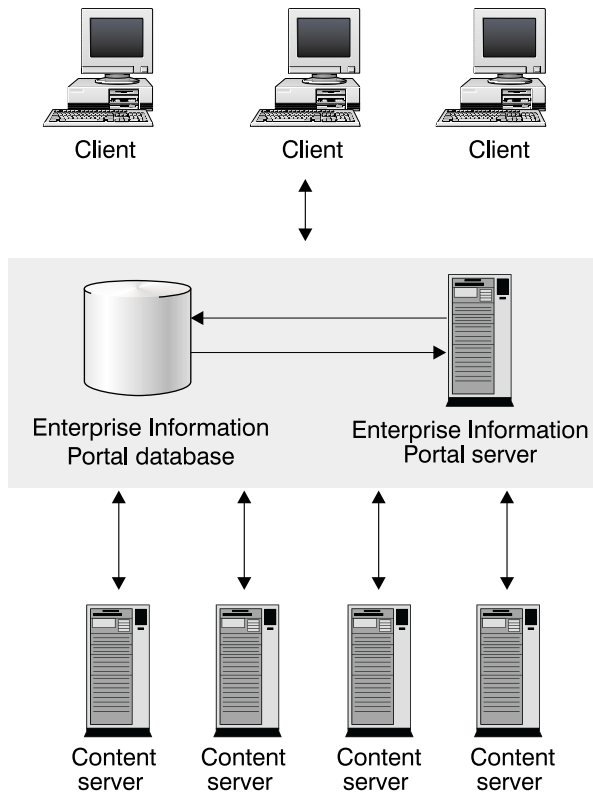 Client
Client
Client
Enterprise Information
Portal database
Enterprise Information
Portal server
Content
server
Content
server
Content
server
Content
server